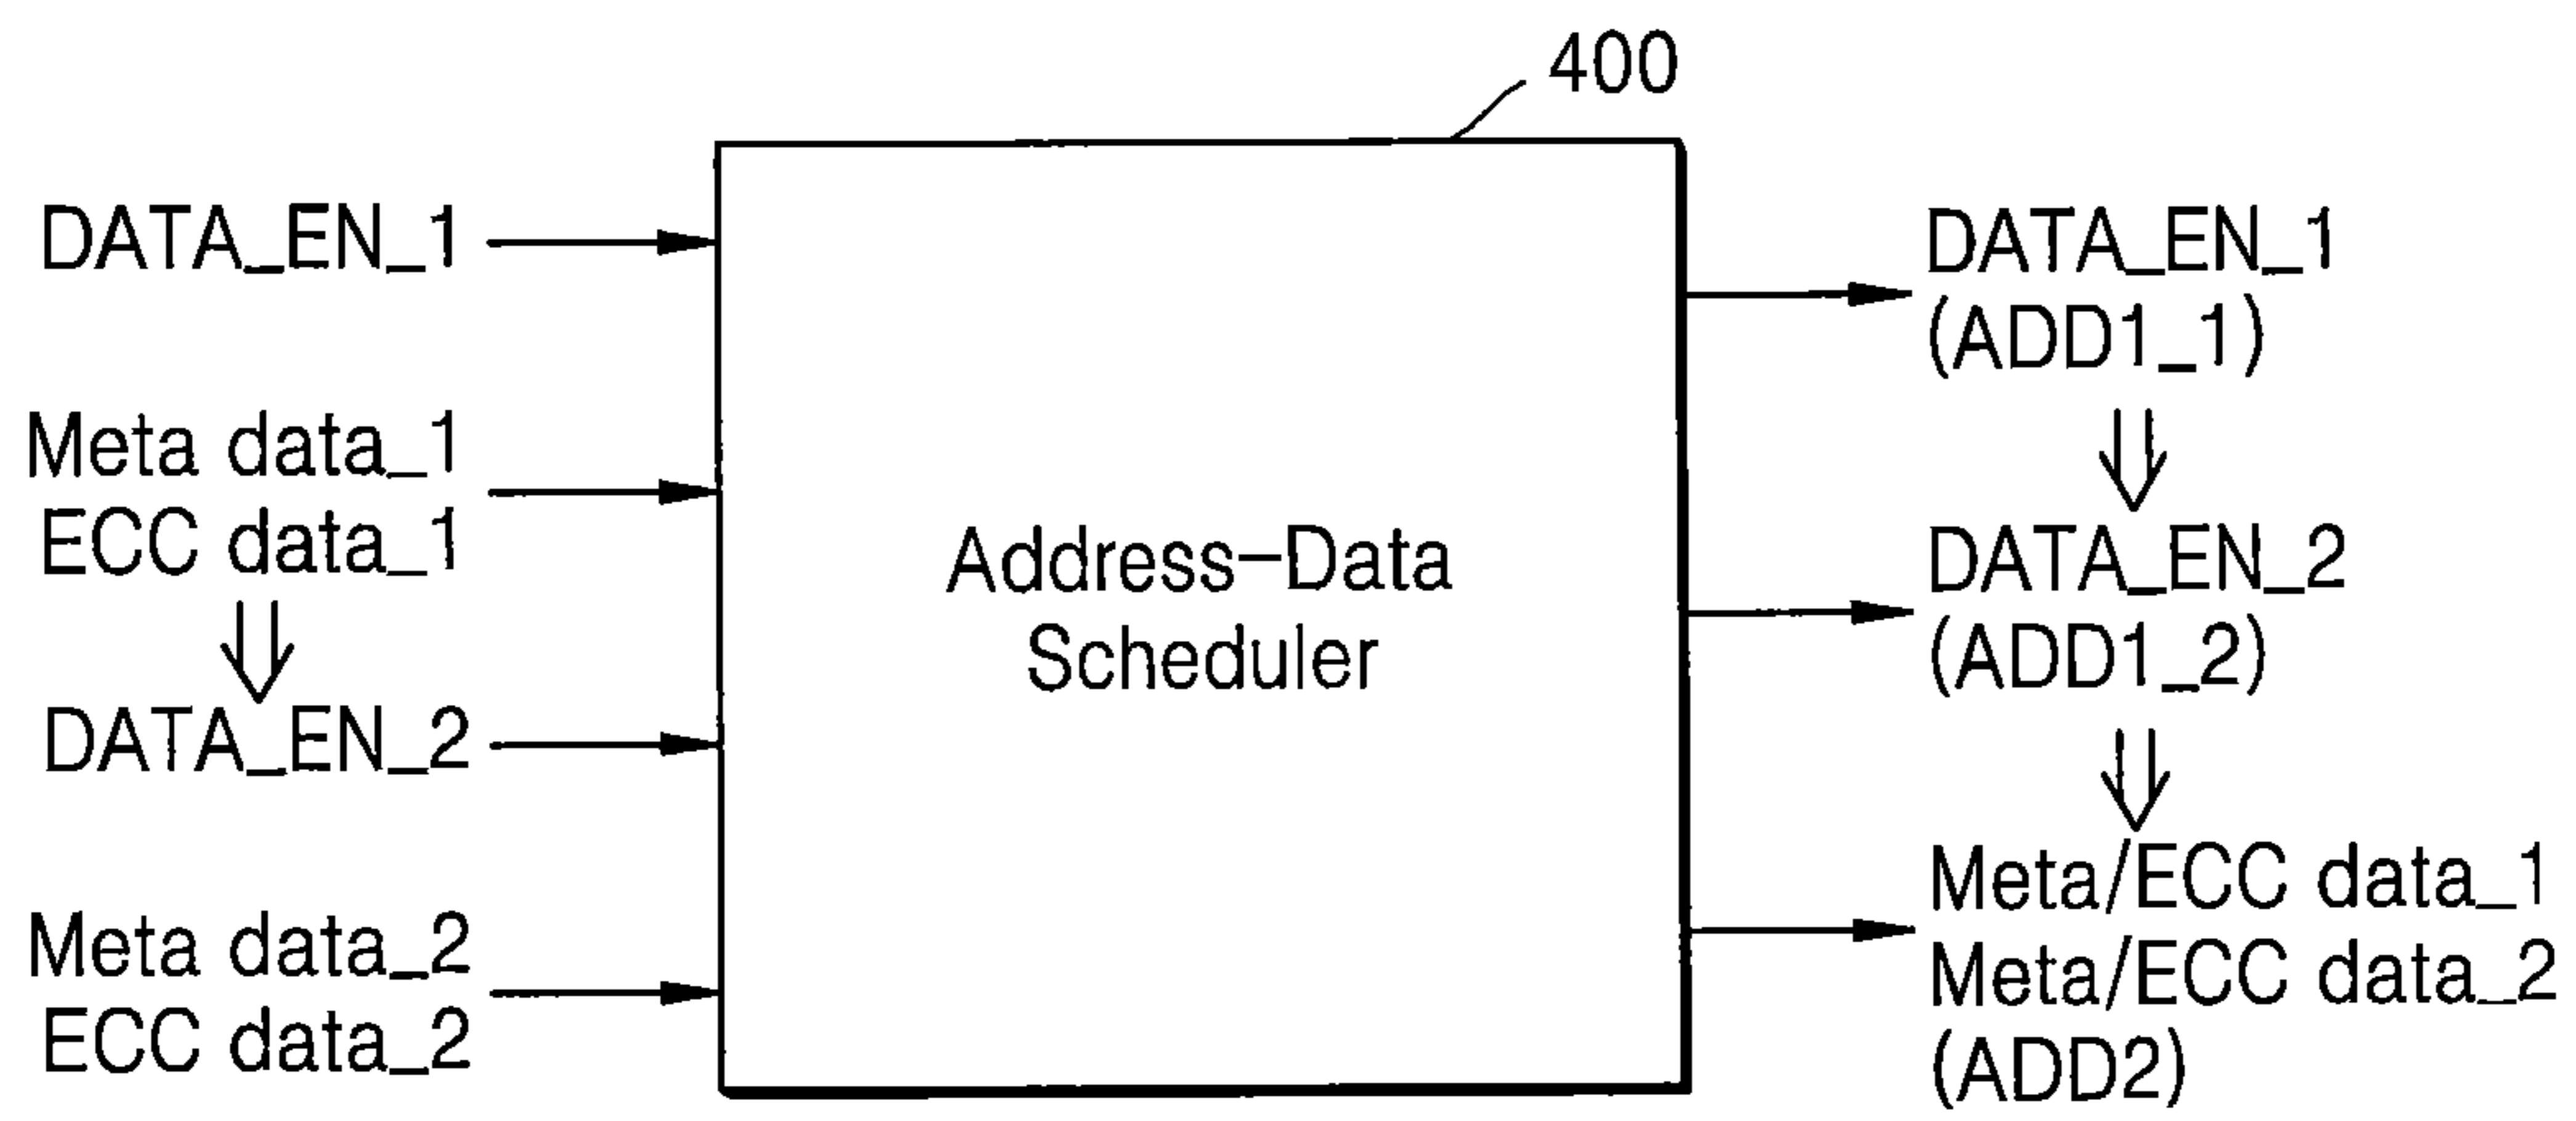 400
DATA_EN_1
Meta data_1
ECC data_1
DATA_EN_2
Meta data_2
ECC data_2
Address-Data
Scheduler
DATA_EN_1
(ADD1_1)
DATA_EN_2
(ADD1_2)
Meta/ECC data_1
Meta/ECC data_2
(ADD2)